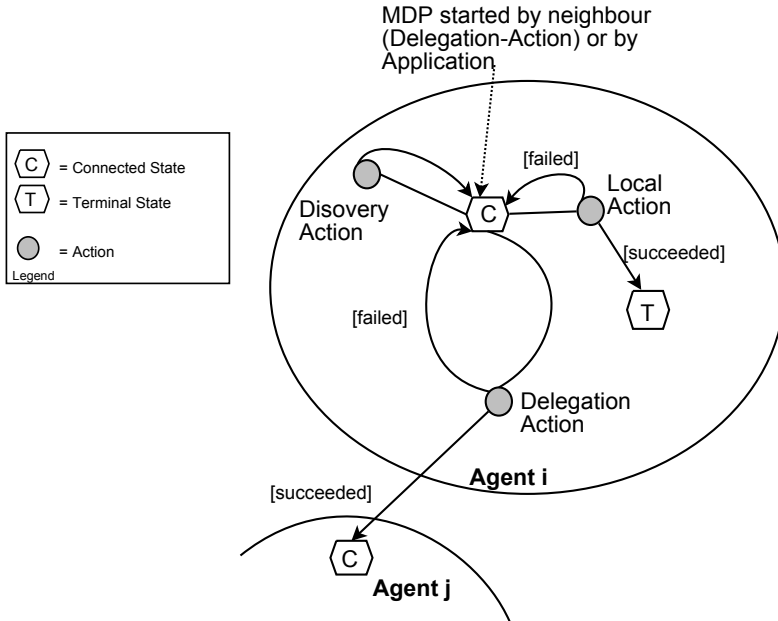 MDP started by neighbour
(Delegation-Action) or by
Application
C = Connected State
T = Terminal State
= Action
Legend
[failed]
Local
Action
Disovery
Action
C
[succeeded]
T
[failed]
Delegation
Action
Agent i
[succeeded]
C
Agent j